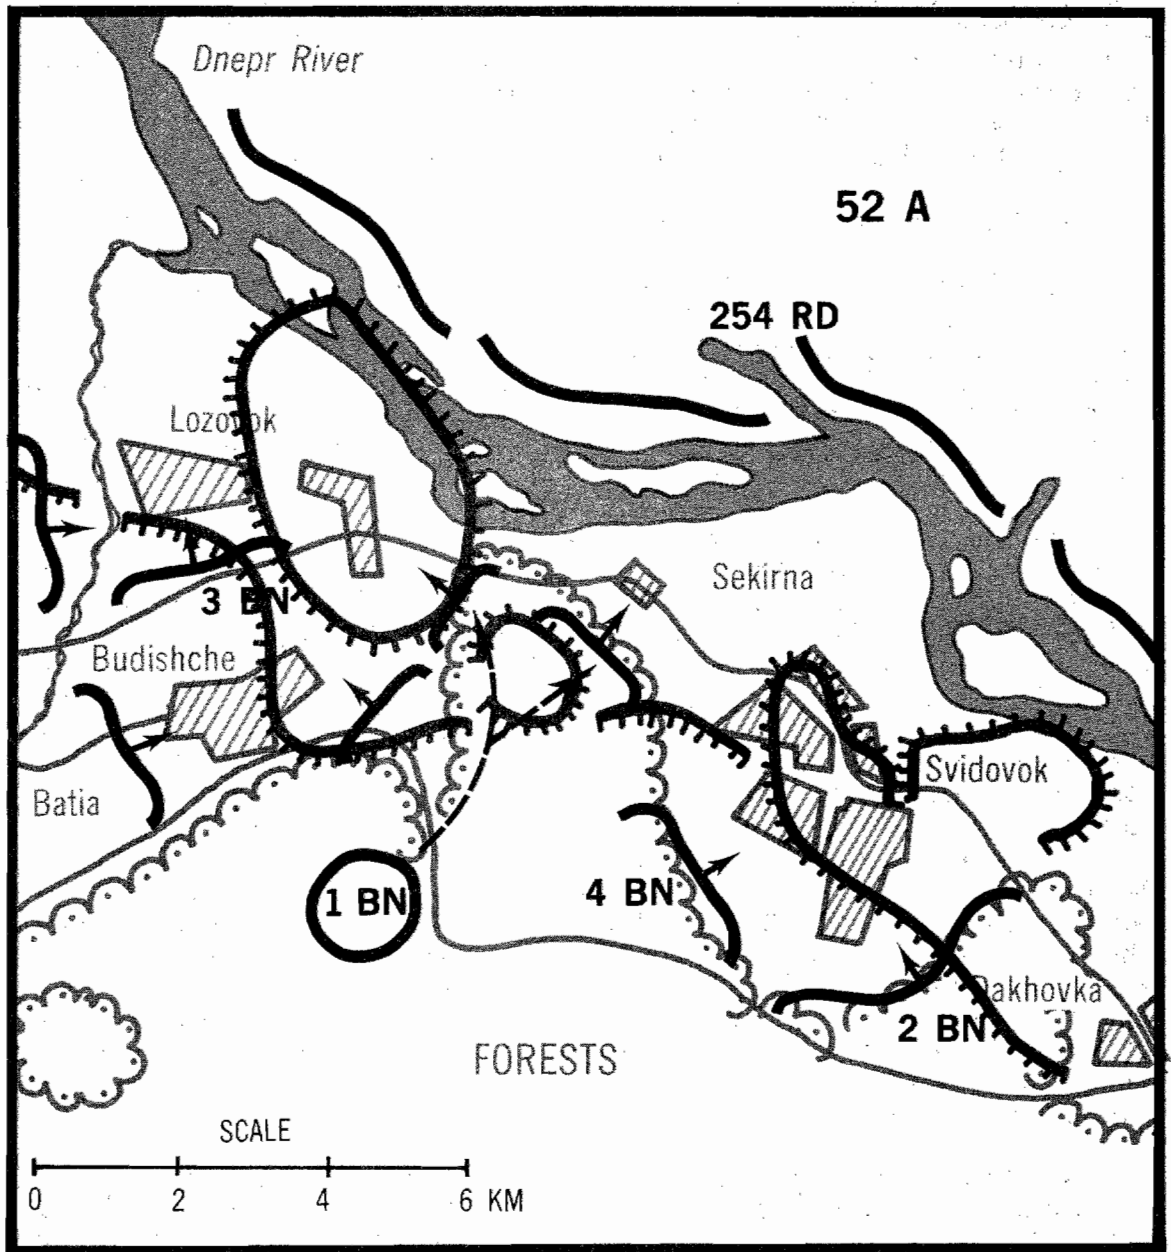 Dnepr River
52 A
254 RD
Lozovok
Sekirna
3 BN
Budishche
Svidovok
Batia
1 BN
4 BN
Dakhovka
2 BN
FORESTS
SCALE
0 2 4 6 KM